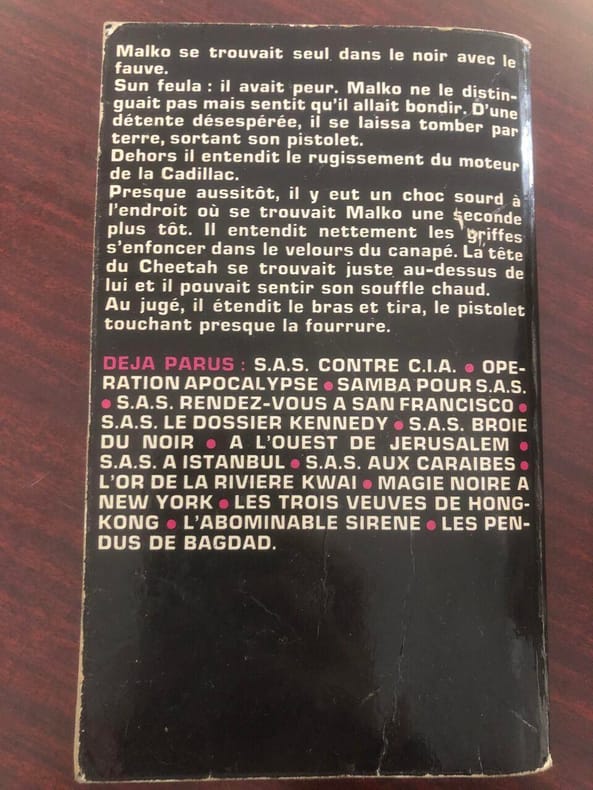 Malko se trouvait seul dans le noir avec le
fauve.
Sun feula : il avait peur. Malko ne le distin-
guait pas mais sentit qu'il allait bondir. D'une
détente désespérée, il se laissa tomber par
terre, sortant son pistolet.
Dehors il entendit le rugissement du moteur
de la Cadillac.
Presque aussitôt, il y eut un choc sourd à
l'endroit où se trouvait Malko une seconde
plus tôt. Il entendit nettement les griffes
s'enfoncer dans le velours du canapé. La tête
du Cheetah se trouvait juste au-dessus de
lui et il pouvait sentir son souffle chaud.
Au jugé, il étendit le bras et tira, le pistolet
touchant presque la fourrure.
DEJA PARUS : S.A.S. CONTRE C.I.A. ● OPE-
RATION APOCALYPSE ● SAMBA POUR S.A.S.
● S.A.S. RENDEZ-VOUS A SAN FRANCISCO ●
S.A.S. LE DOSSIER KENNEDY ● S.A.S. BROIE
DU NOIR ● A L'OUEST DE JERUSALEM ●
S.A.S. A ISTANBUL ● S.A.S. AUX CARAIBES ●
L'OR DE LA RIVIERE KWAI ● MAGIE NOIRE A
NEW YORK ● LES TROIS VEUVES DE HONG-
KONG ● L'ABOMINABLE SIRENE ● LES PEN-
DUS DE BAGDAD.